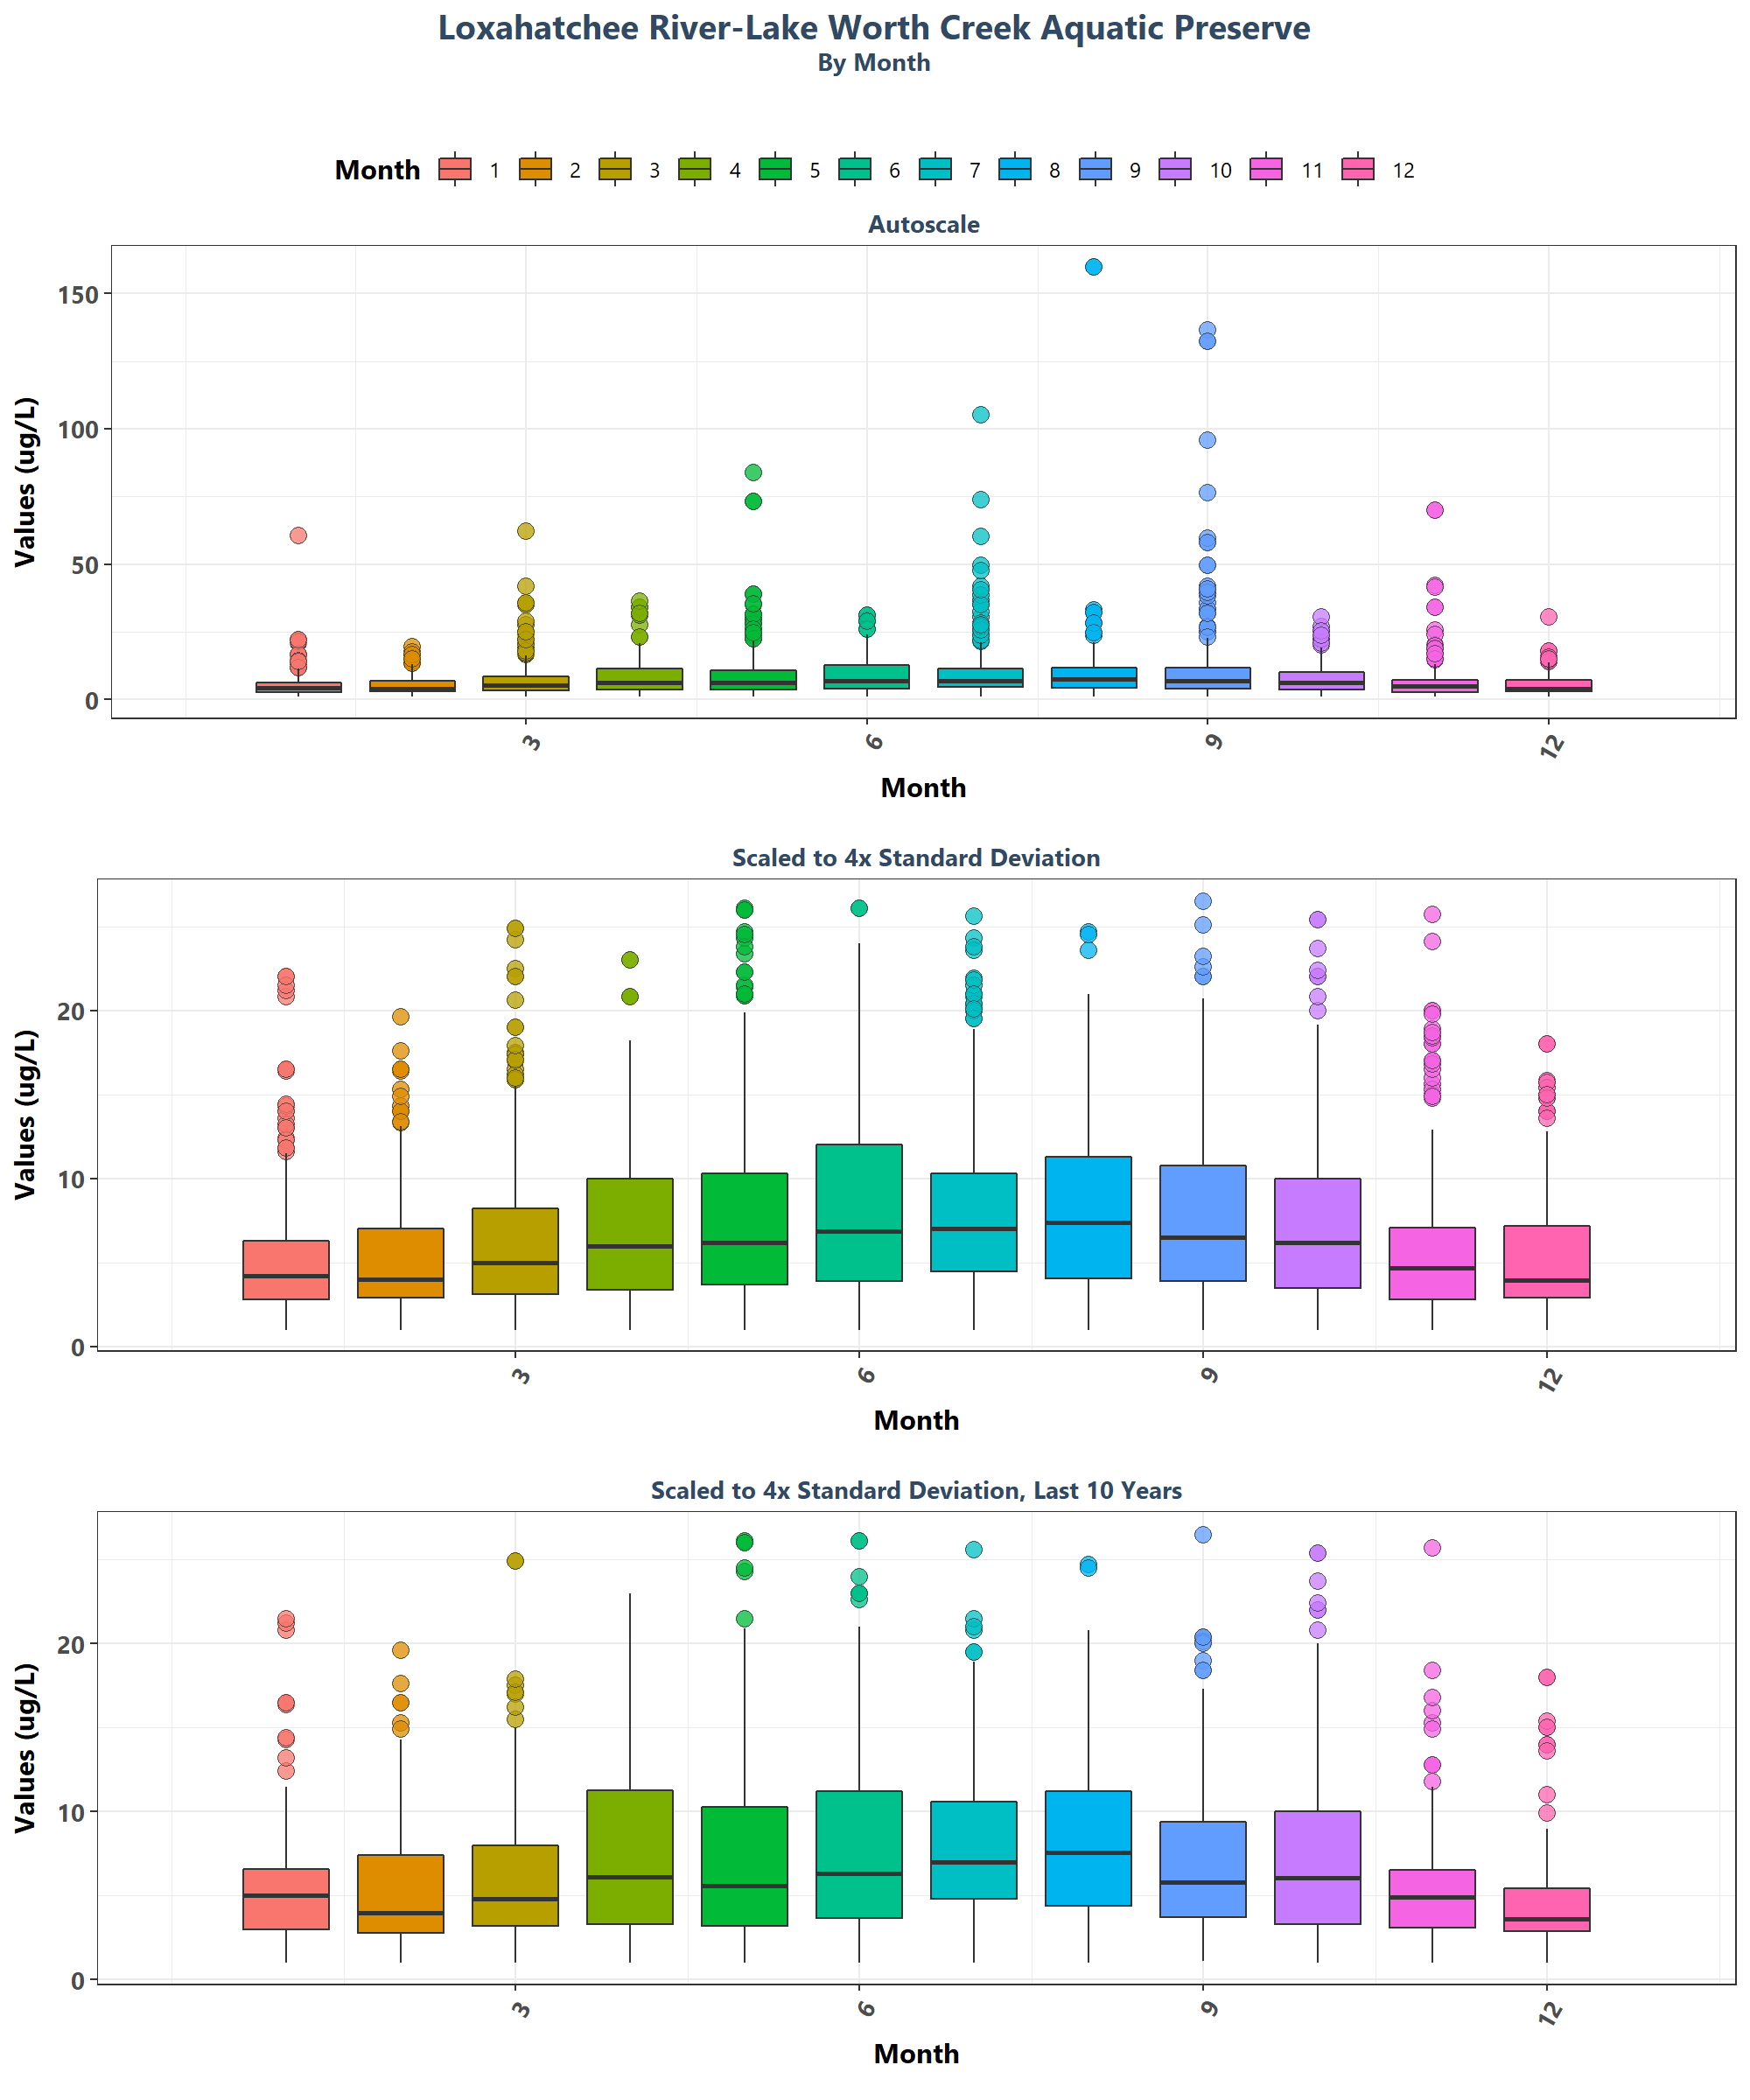 Loxahatchee River-Lake Worth Creek Aquatic Preserve
By Month
Month 1 2 3 4 5 6 7 8 9 10 11 12
Autoscale
Values (ug/L)
150
100
50
0
3 6 9 12
Month
Scaled to 4x Standard Deviation
Values (ug/L)
20
10
0
3 6 9 12
Month
Scaled to 4x Standard Deviation, Last 10 Years
Values (ug/L)
20
10
0
3 6 9 12
Month